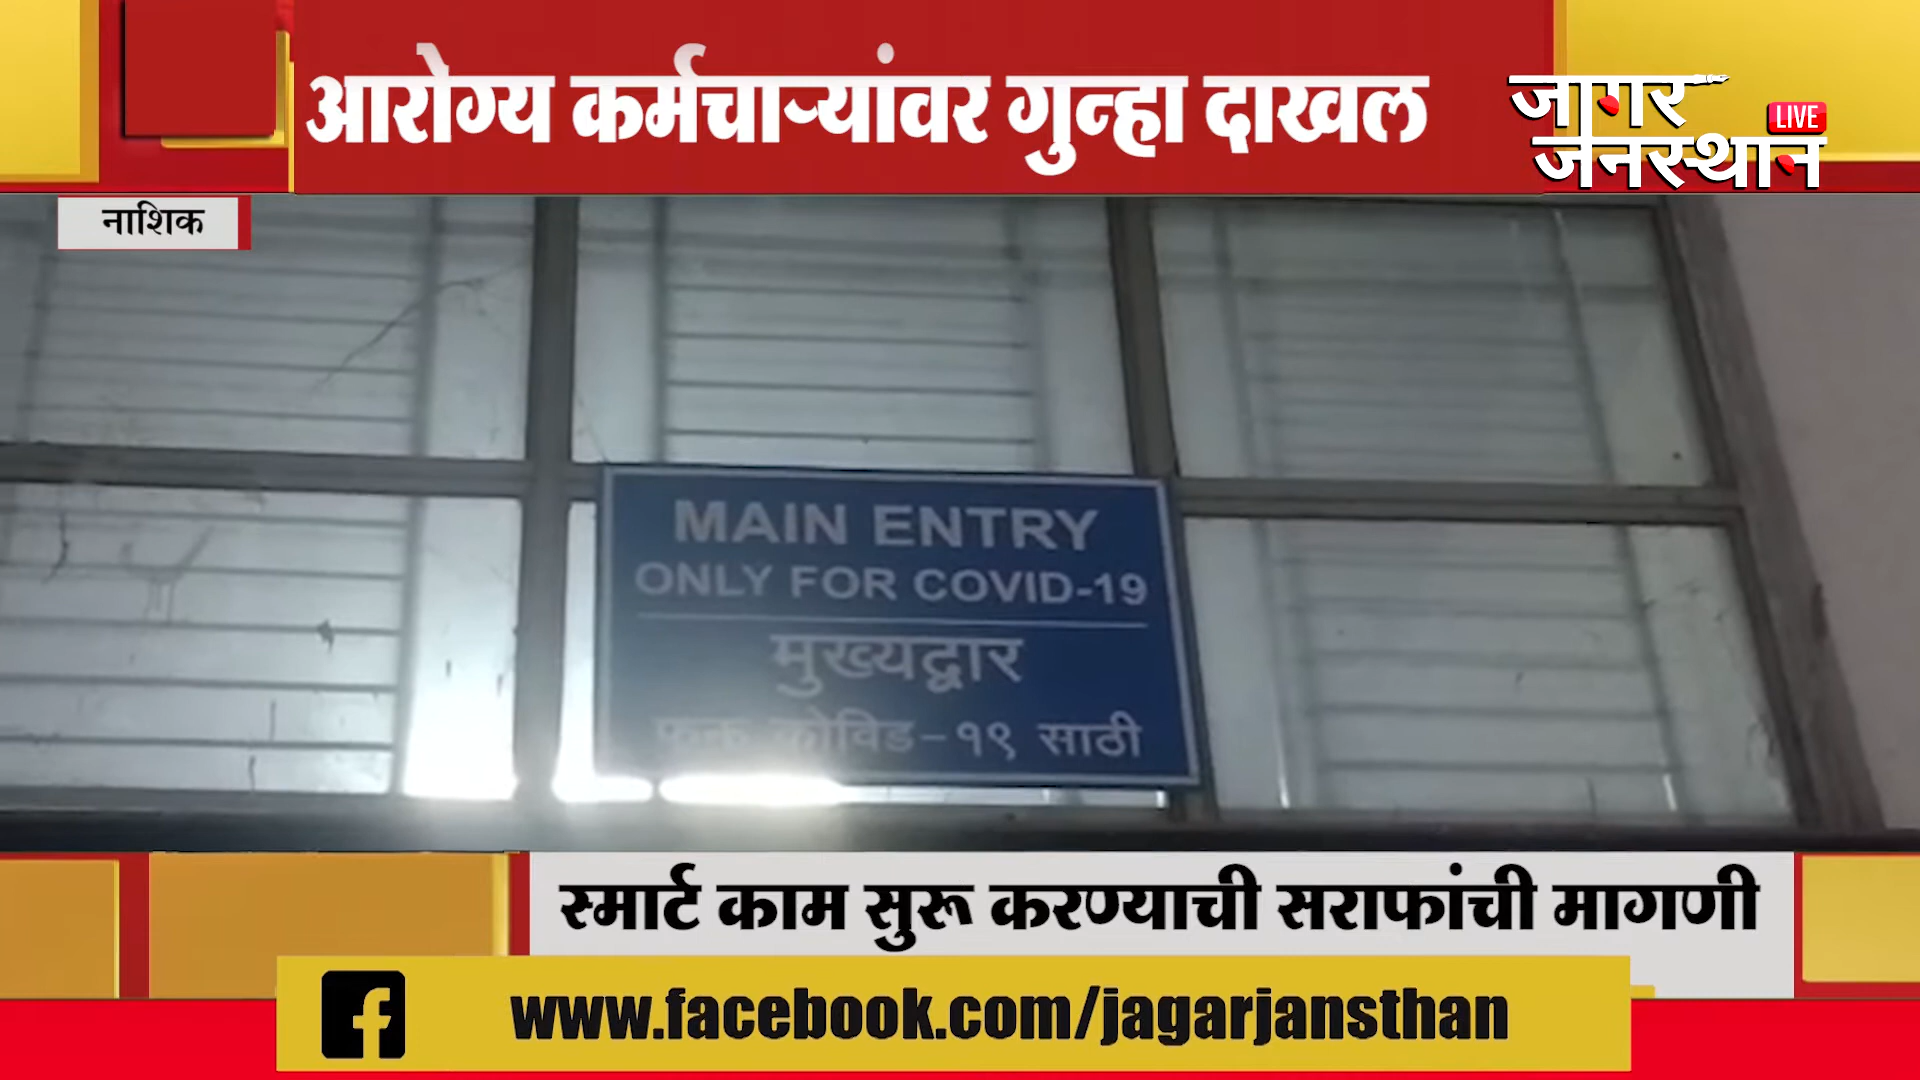 आरोग्य कर्मचाऱ्यांवर गुन्हा दाखल
जागर
LIVE
जनस्थान
नाशिक
MAIN ENTRY
ONLY FOR COVID-19
मुख्यद्वार
कोविड-१९ साठी
स्मार्ट काम सुरू करण्याची सराफांची मागणी
www.facebook.com/jagarjansthan